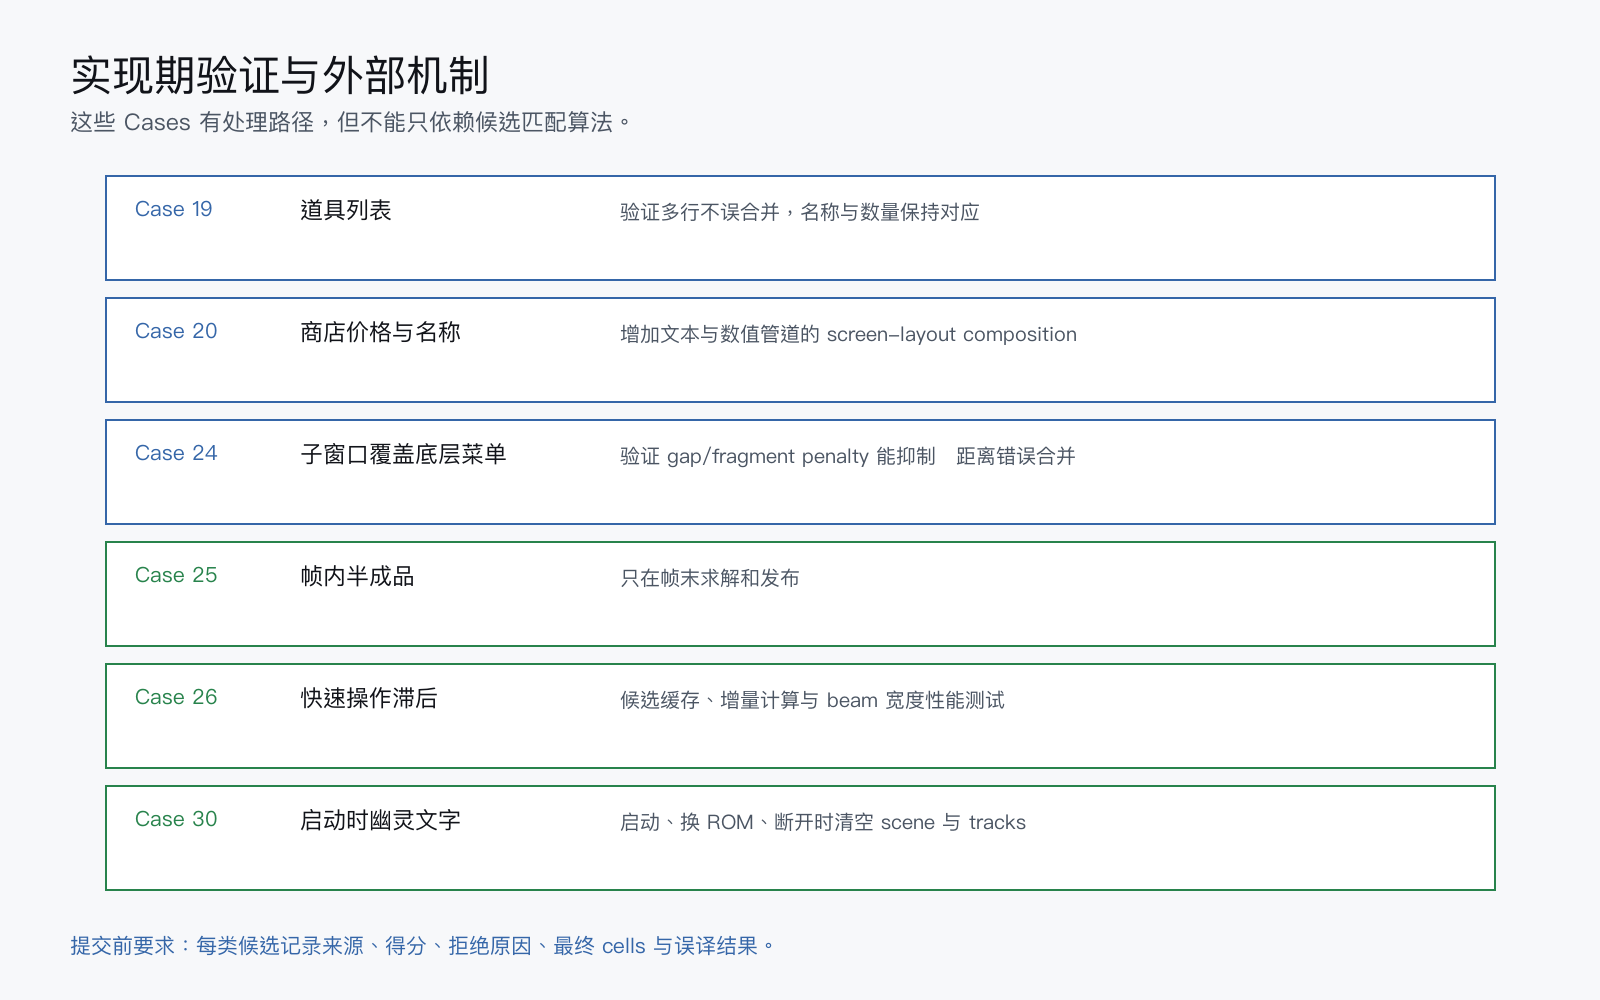 实现期验证与外部机制
这些 Cases 有处理路径，但不能只依赖候选匹配算法。
Case 19 道具列表 验证多行不误合并，名称与数量保持对应
Case 20 商店价格与名称 增加文本与数值管道的 screen-layout composition
Case 24 子窗口覆盖底层菜单 验证 gap/fragment penalty 能抑制 距离错误合并
Case 25 帧内半成品 只在帧末求解和发布
Case 26 快速操作滞后 候选缓存、增量计算与 beam 宽度性能测试
Case 30 启动时幽灵文字 启动、换 ROM、断开时清空 scene 与 tracks
提交前要求：每类候选记录来源、得分、拒绝原因、最终 cells 与误译结果。